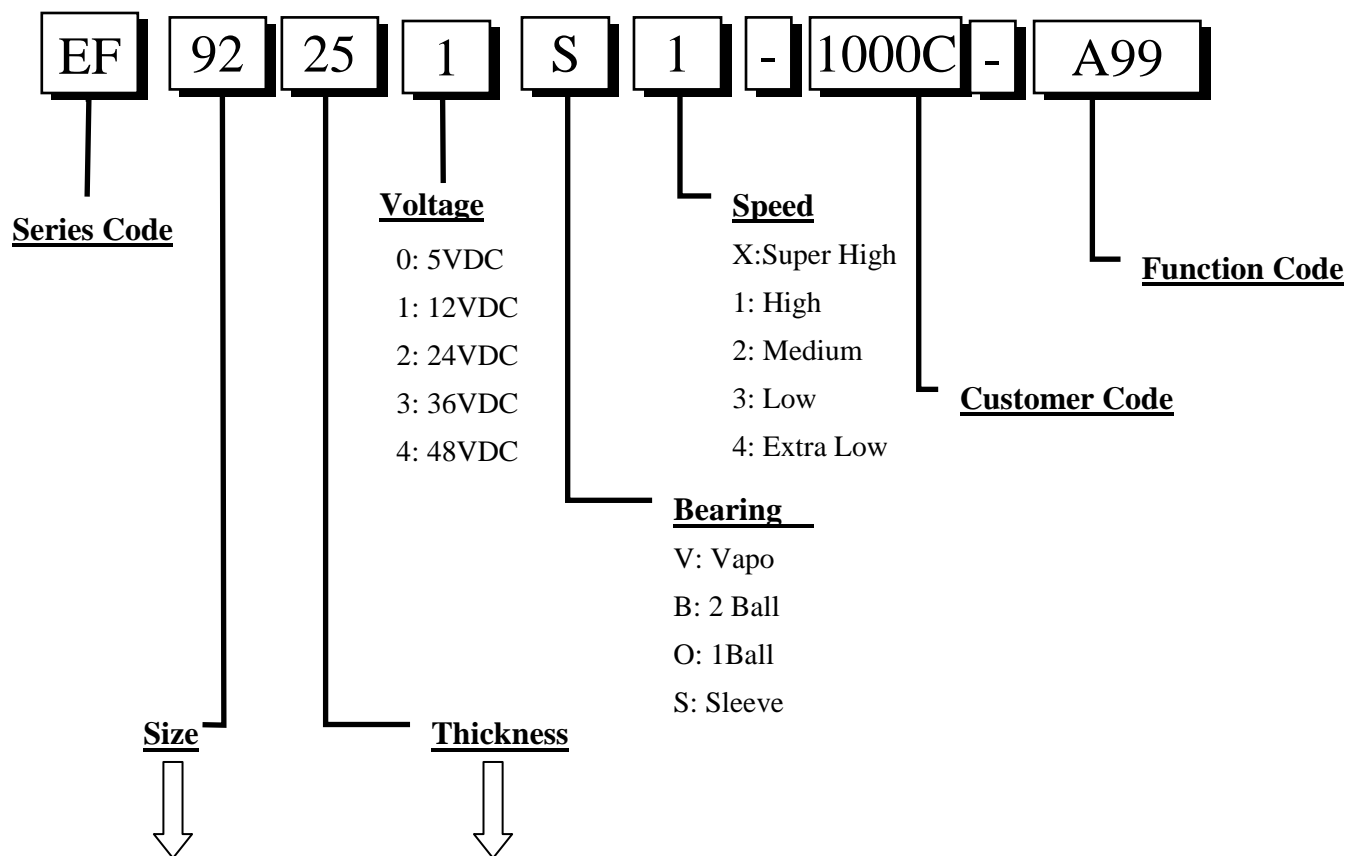 EF 92 25 1 S 1 - 1000C - A99
Series Code
Voltage
0: 5VDC
1: 12VDC
2: 24VDC
3: 36VDC
4: 48VDC
Speed
X:Super High
1: High
2: Medium
3: Low
4: Extra Low
Function Code
Customer Code
Bearing
V: Vapo
B: 2 Ball
O: 1Ball
S: Sleeve
Size
Thickness